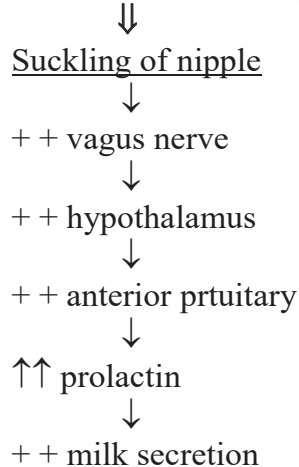 ⇓
Suckling of nipple
↓
+ + vagus nerve
↓
+ + hypothalamus
↓
+ + anterior prtuitary
↓
↑↑ prolactin
↓
+ + milk secretion